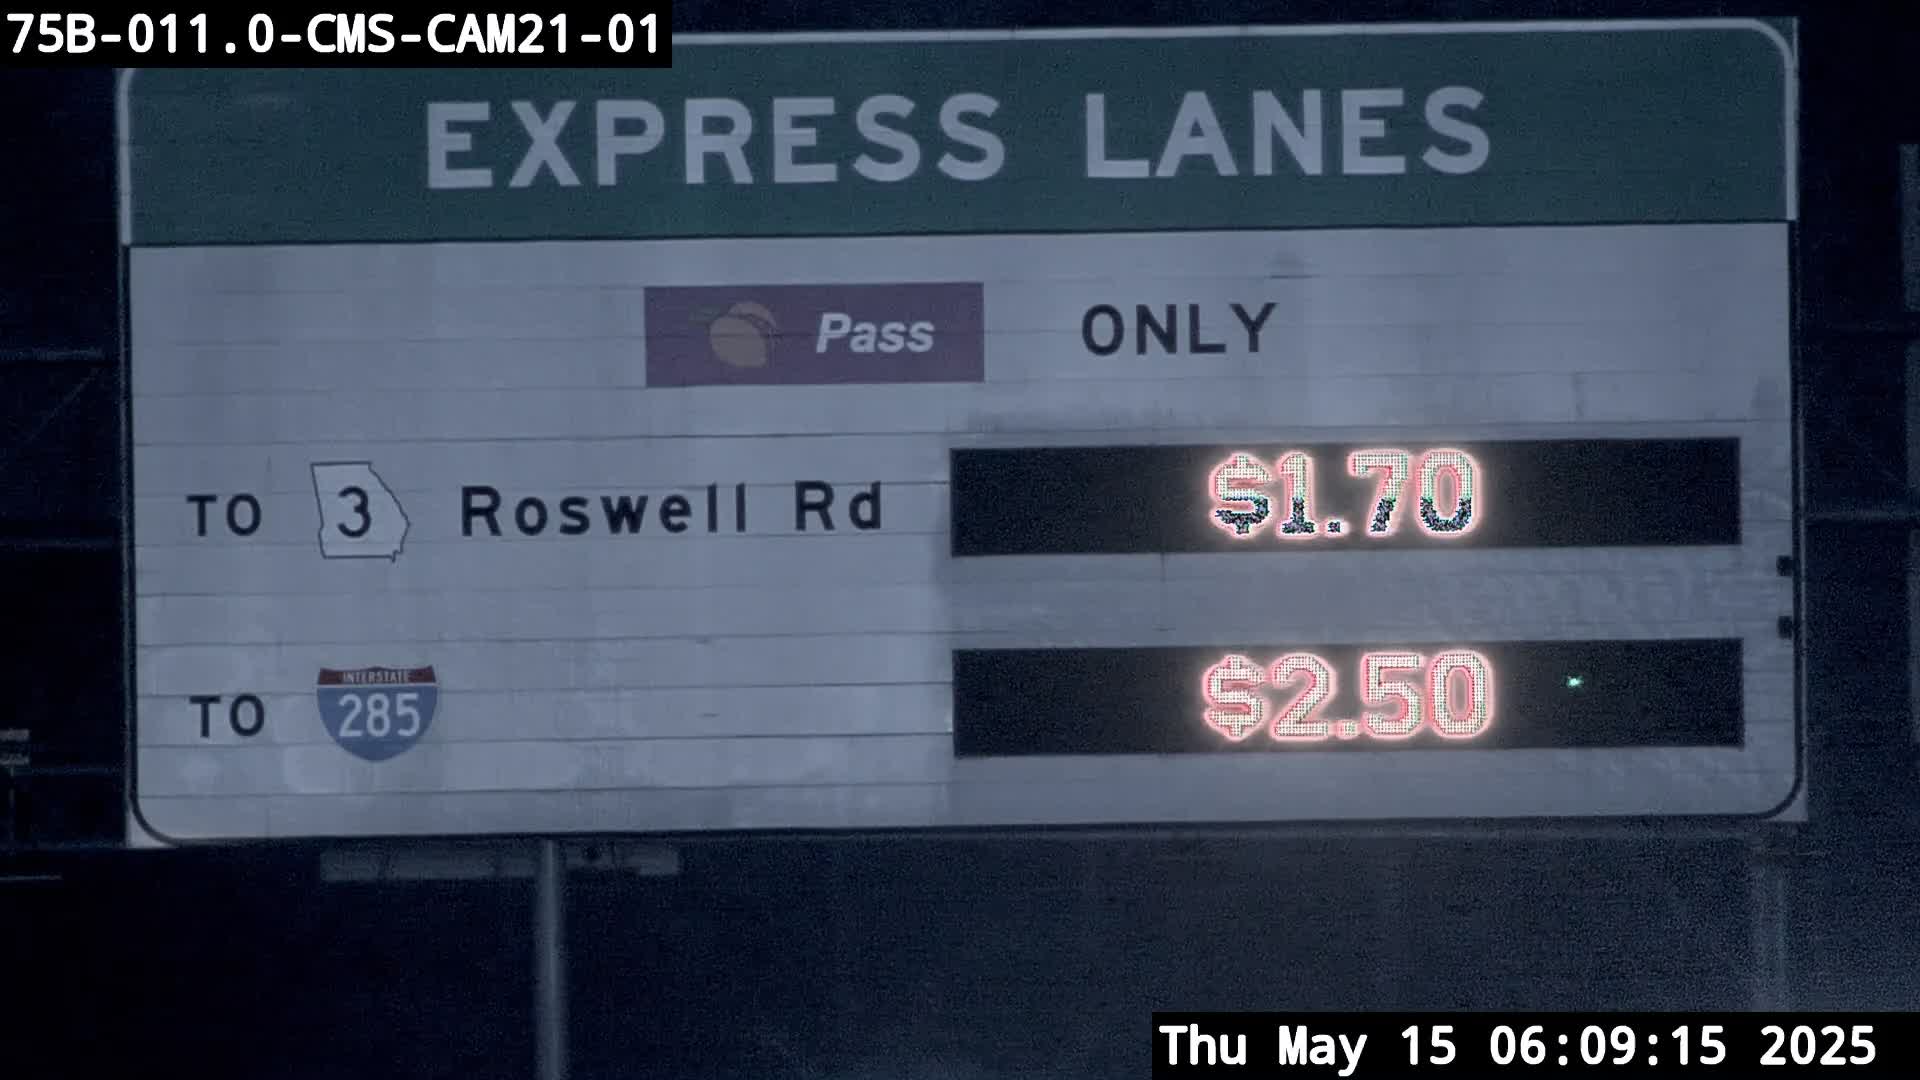 75B-011.0-CMS-CAM21-01
EXPRESS LANES
Pass ONLY
TO 3 Roswell Rd $1.70
TO INTERSTATE 285 $2.50
Thu May 15 06:09:15 2025